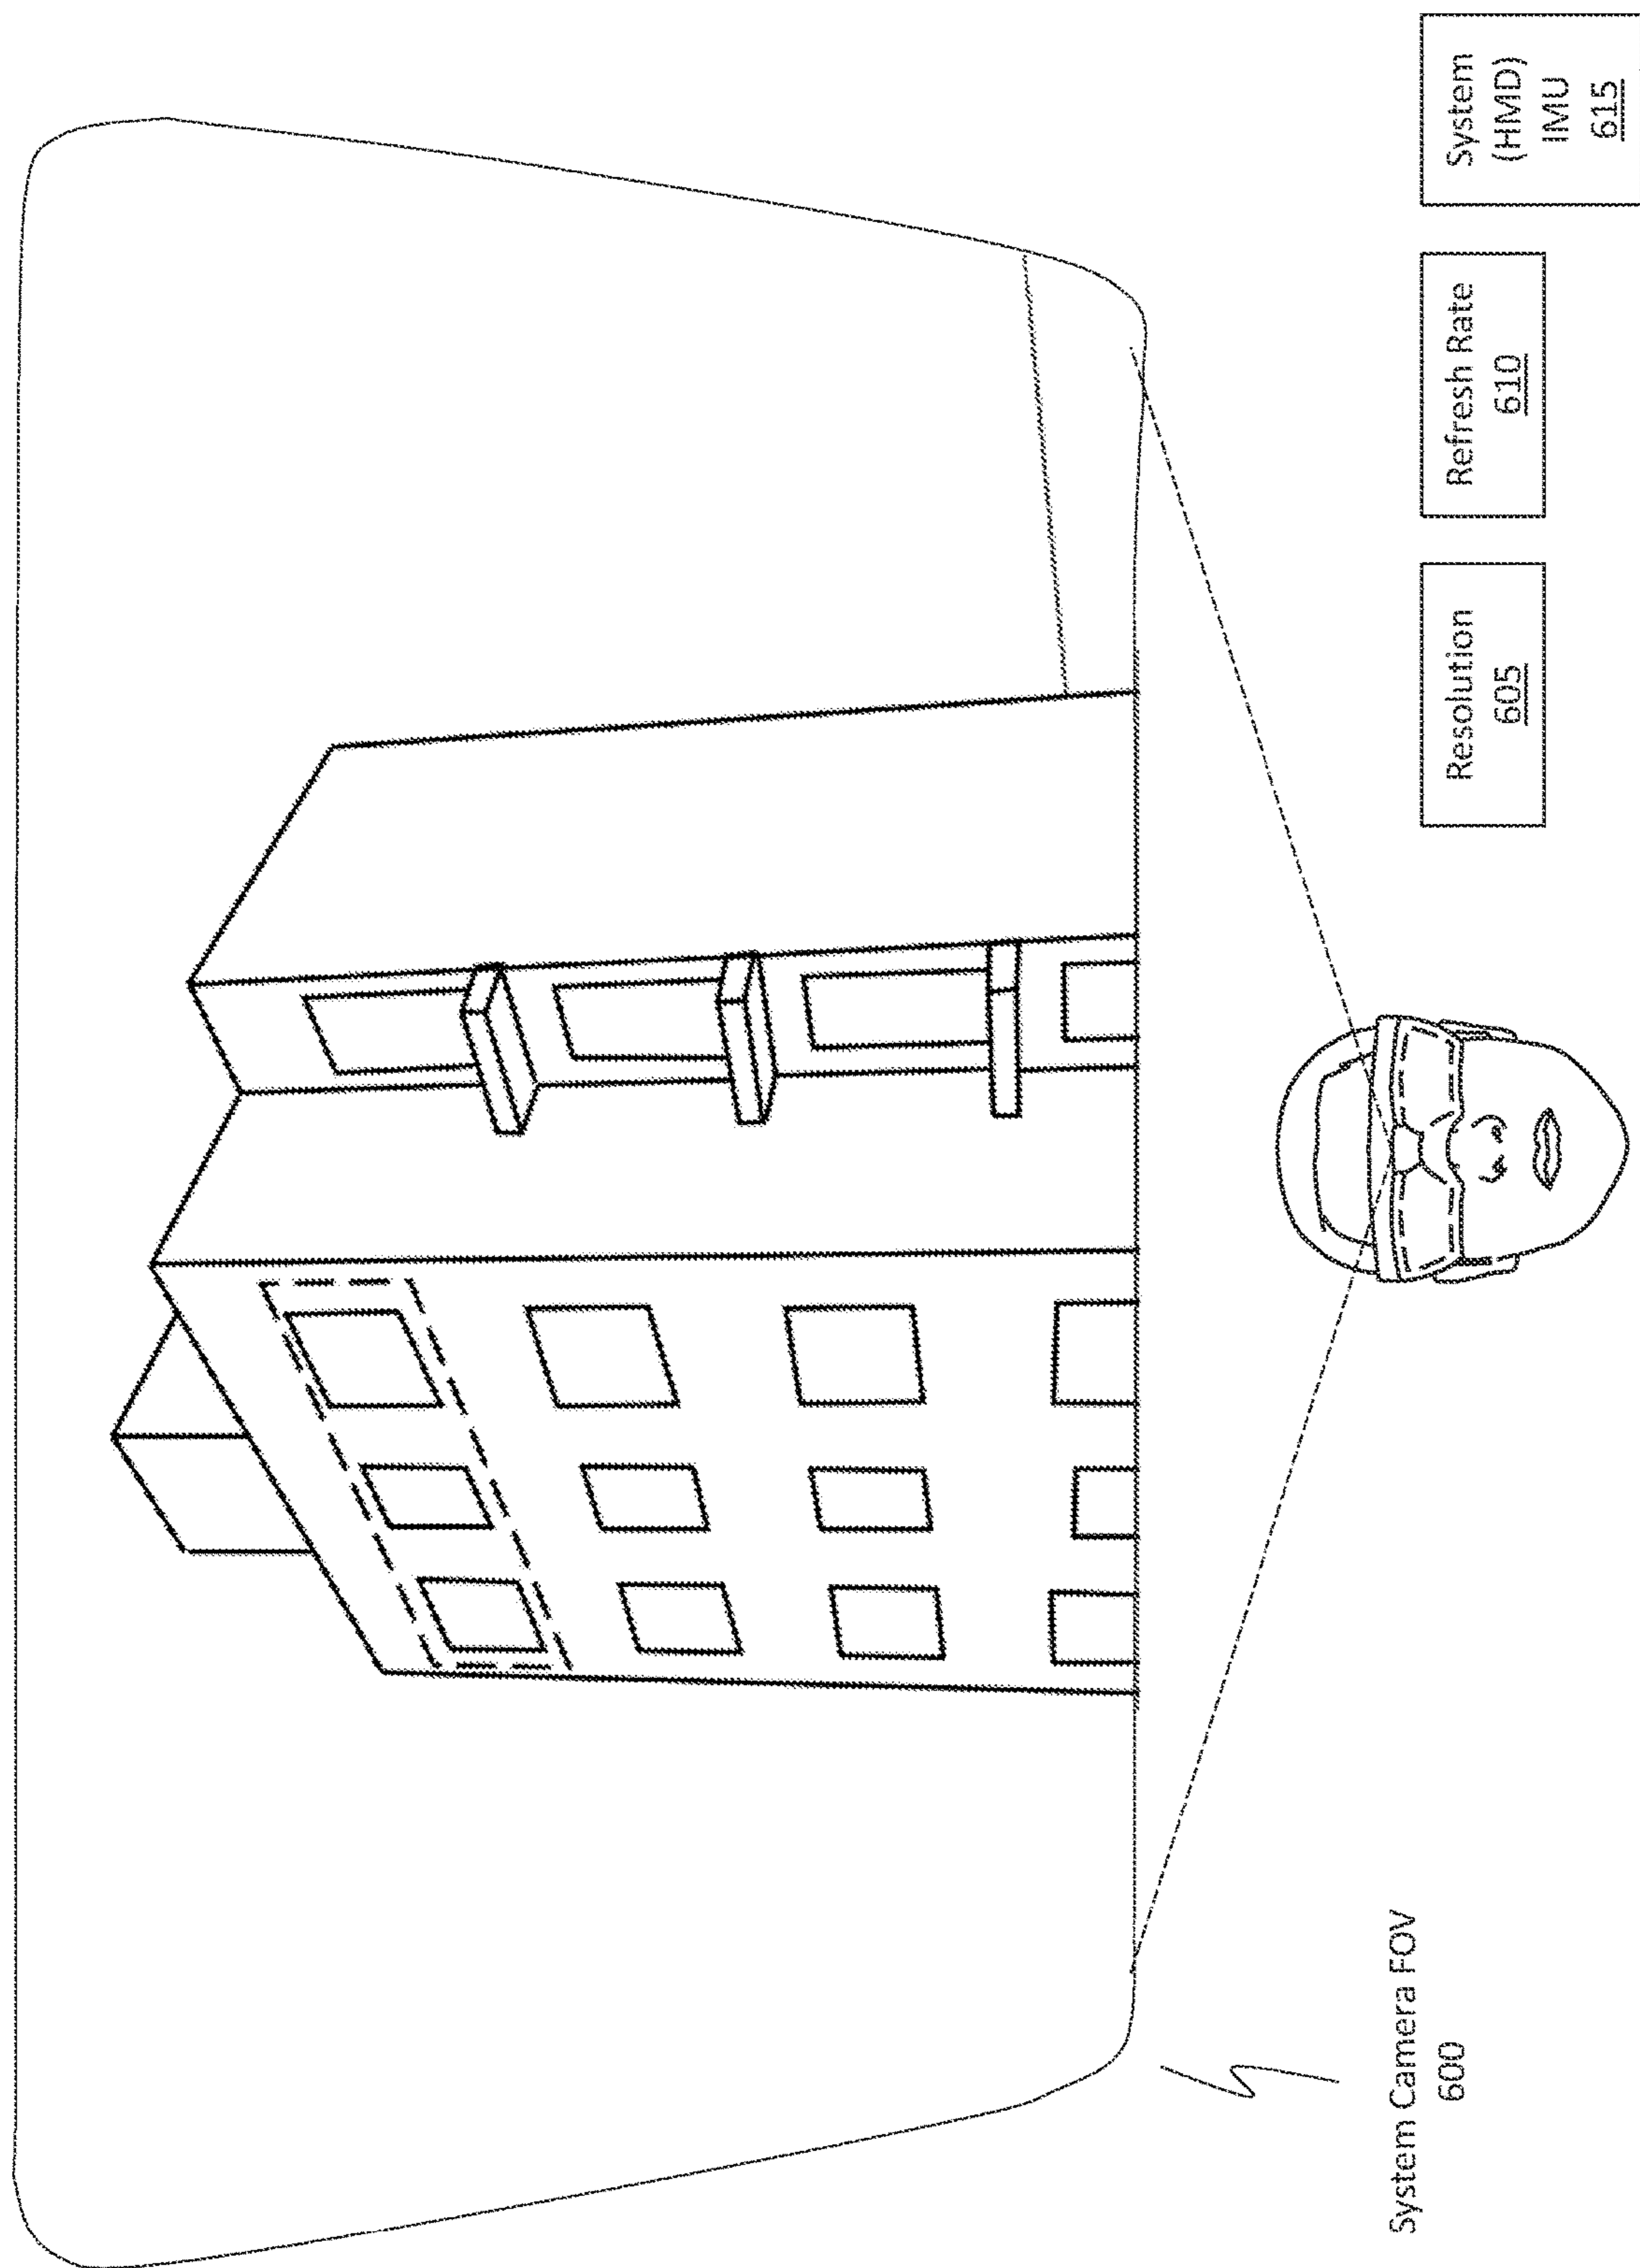 System Camera FOV
600
Resolution
605
Refresh Rate
610
System
(HMD)
IMU
615